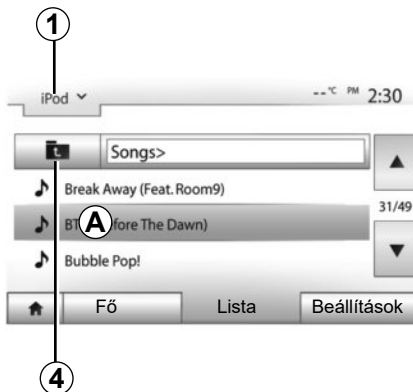 1
iPod --°C PM 2:30
Songs>
Break Away (Feat. Room9)
31/49
BT A fore The Dawn)
Bubble Pop!
Fő Lista Beállítások
4